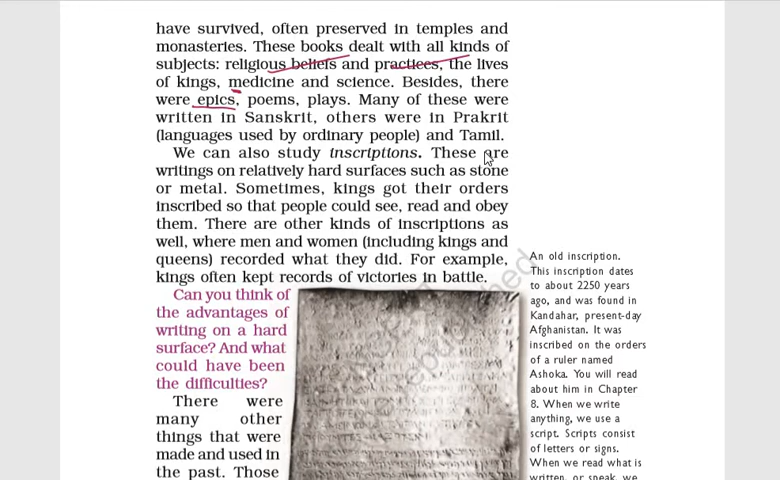 have survived, often preserved in temples and
monasteries. These books dealt with all kinds of
subjects: religious beliefs and practices, the lives
of kings, medicine and science. Besides, there
were epics, poems, plays. Many of these were
written in Sanskrit, others were in Prakrit
(languages used by ordinary people) and Tamil.
We can also study inscriptions. These are
writings on relatively hard surfaces such as stone
or metal. Sometimes, kings got their orders
inscribed so that people could see, read and obey
them. There are other kinds of inscriptions as
well, where men and women (including kings and
queens) recorded what they did. For example,
kings often kept records of victories in battle.
Can you think of
the advantages of
writing on a hard
surface? And what
could have been
the difficulties?
There were
many other
things that were
made and used in
the past. Those
An old inscription.
This inscription dates
to about 2250 years
ago, and was found in
Kandahar, present-day
Afghanistan. It was
inscribed on the orders
of a ruler named
Ashoka. You will read
about him in Chapter
8. When we write
anything, we use a
script. Scripts consist
of letters or signs.
When we read what is
written, or speak, we